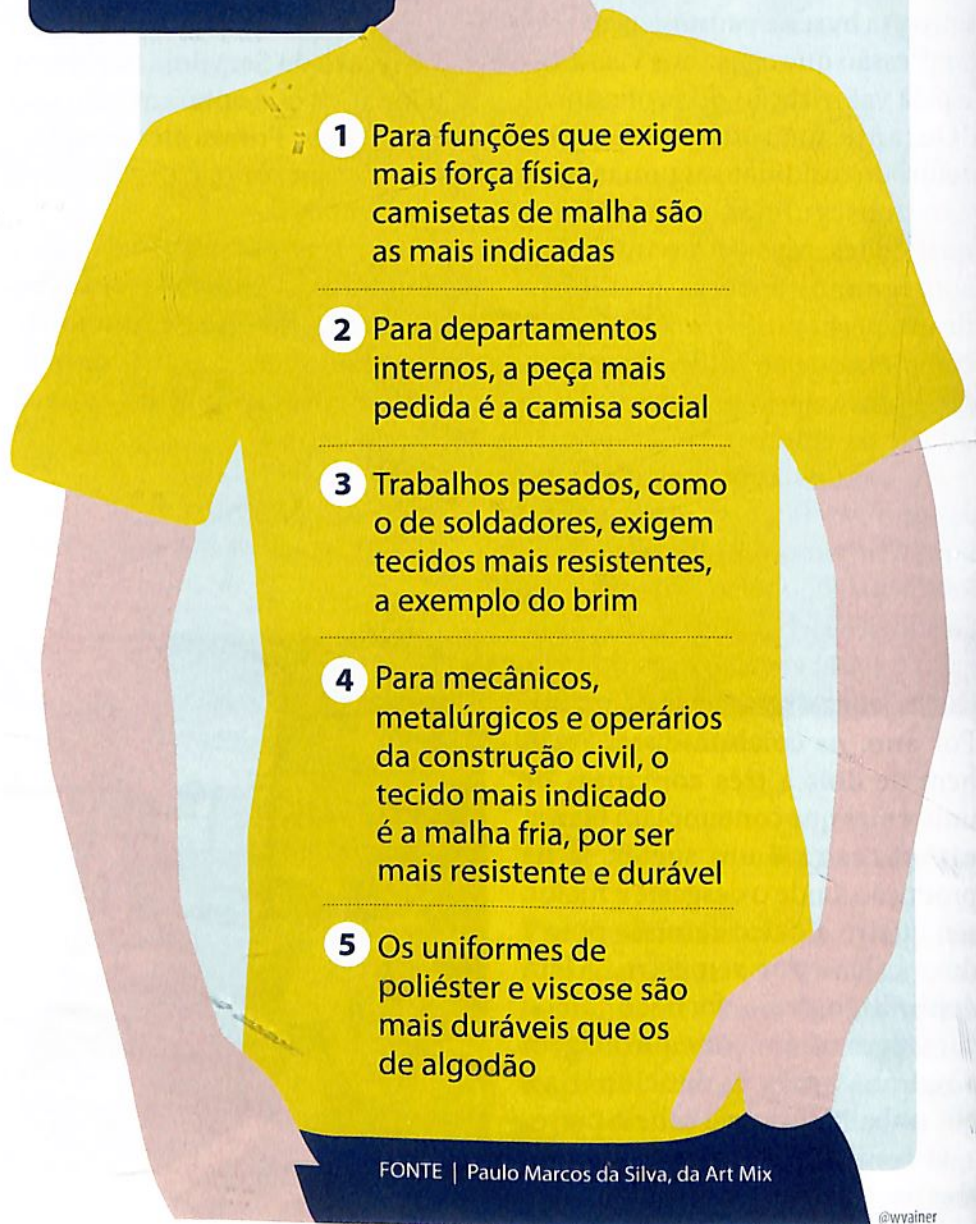 1 Para funções que exigem
mais força física,
camisetas de malha são
as mais indicadas
2 Para departamentos
internos, a peça mais
pedida é a camisa social
3 Trabalhos pesados, como
o de soldadores, exigem
tecidos mais resistentes,
a exemplo do brim
4 Para mecânicos,
metalúrgicos e operários
da construção civil, o
tecido mais indicado
é a malha fria, por ser
mais resistente e durável
5 Os uniformes de
poliéster e viscose são
mais duráveis que os
de algodão
FONTE | Paulo Marcos da Silva, da Art Mix
@wvainer